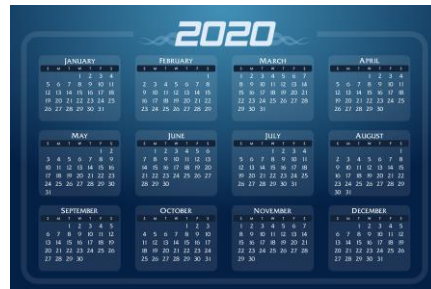 2020
January
S M T W T F S
1 2 3 4
5 6 7 8 9 10 11
12 13 14 15 16 17 18
19 20 21 22 23 24 25
26 27 28 29 30 31
February
S M T W T F S
1
2 3 4 5 6 7 8
9 10 11 12 13 14 15
16 17 18 19 20 21 22
23 24 25 26 27 28 29
March
S M T W T F S
1 2 3 4 5 6 7
8 9 10 11 12 13 14
15 16 17 18 19 20 21
22 23 24 25 26 27 28
29 30 31
April
S M T W T F S
1 2 3 4
5 6 7 8 9 10 11
12 13 14 15 16 17 18
19 20 21 22 23 24 25
26 27 28 29 30
May
S M T W T F S
1 2
3 4 5 6 7 8 9
10 11 12 13 14 15 16
17 18 19 20 21 22 23
24 25 26 27 28 29 30
31
June
S M T W T F S
1 2 3 4 5 6
7 8 9 10 11 12 13
14 15 16 17 18 19 20
21 22 23 24 25 26 27
28 29 30
July
S M T W T F S
1 2 3 4
5 6 7 8 9 10 11
12 13 14 15 16 17 18
19 20 21 22 23 24 25
26 27 28 29 30 31
August
S M T W T F S
1
2 3 4 5 6 7 8
9 10 11 12 13 14 15
16 17 18 19 20 21 22
23 24 25 26 27 28 29
30 31
September
S M T W T F S
1 2 3 4 5
6 7 8 9 10 11 12
13 14 15 16 17 18 19
20 21 22 23 24 25 26
27 28 29 30
October
S M T W T F S
1 2 3
4 5 6 7 8 9 10
11 12 13 14 15 16 17
18 19 20 21 22 23 24
25 26 27 28 29 30 31
November
S M T W T F S
1 2 3 4 5 6 7
8 9 10 11 12 13 14
15 16 17 18 19 20 21
22 23 24 25 26 27 28
29 30
December
S M T W T F S
1 2 3 4 5
6 7 8 9 10 11 12
13 14 15 16 17 18 19
20 21 22 23 24 25 26
27 28 29 30 31